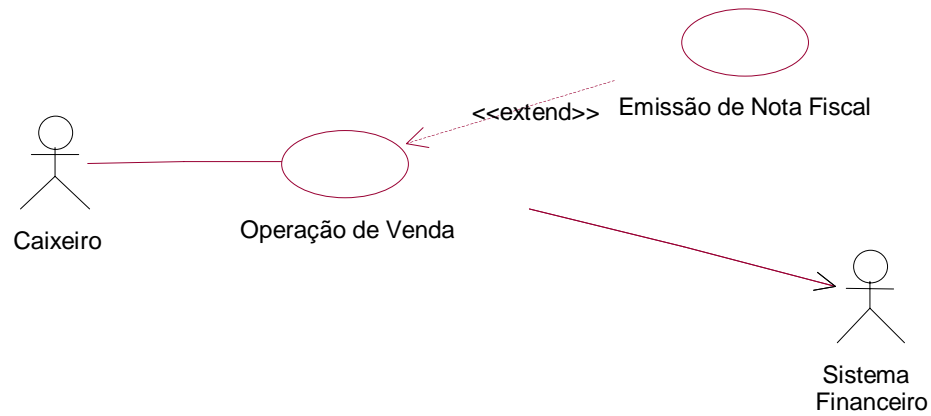 <<extend>>
Emissão de Nota Fiscal
Caixeiro
Operação de Venda
Sistema
Financeiro